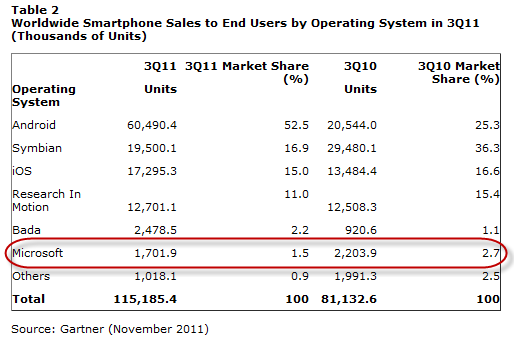 Table 2
Worldwide Smartphone Sales to End Users by Operating System in 3Q11
(Thousands of Units)
Operating System 3Q11 Units 3Q11 Market Share (%) 3Q10 Units 3Q10 Market Share (%)
Android 60,490.4 52.5 20,544.0 25.3
Symbian 19,500.1 16.9 29,480.1 36.3
iOS 17,295.3 15.0 13,484.4 16.6
Research In Motion 12,701.1 11.0 12,508.3 15.4
Bada 2,478.5 2.2 920.6 1.1
Microsoft 1,701.9 1.5 2,203.9 2.7
Others 1,018.1 0.9 1,991.3 2.5
Total 115,185.4 100 81,132.6 100
Source: Gartner (November 2011)